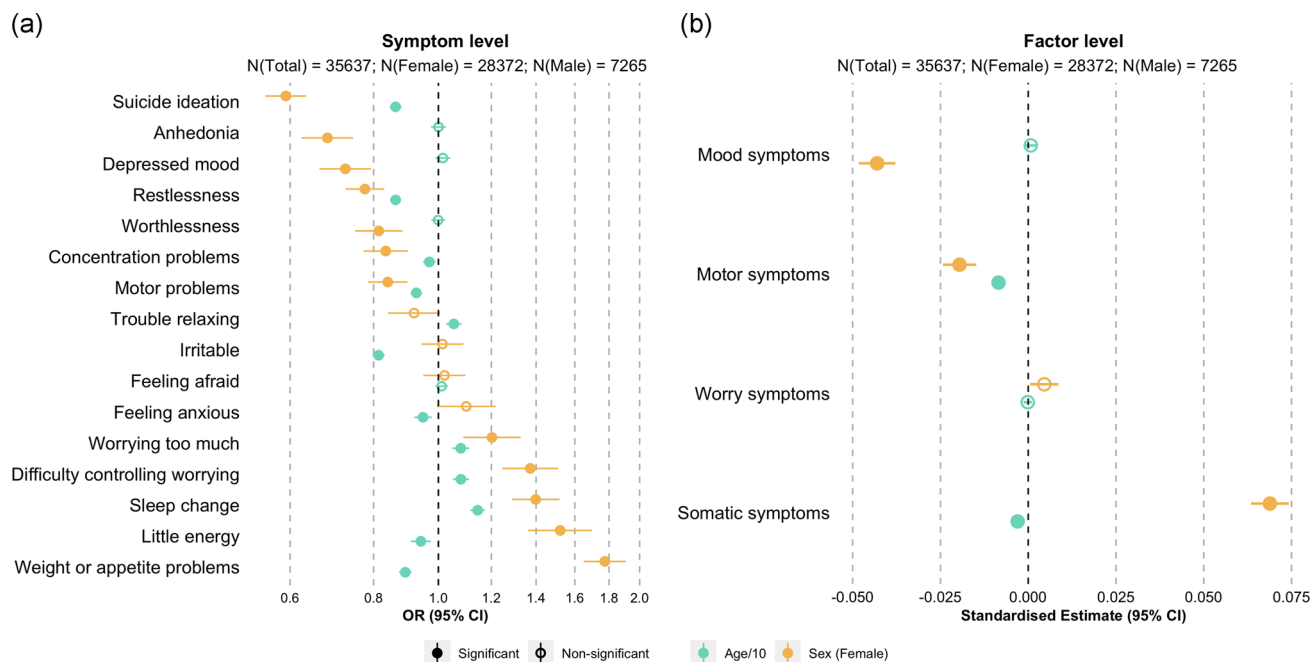 (a)
Symptom level
N(Total) = 35637; N(Female) = 28372; N(Male) = 7265
Suicide ideation
Anhedonia
Depressed mood
Restlessness
Worthlessness
Concentration problems
Motor problems
Trouble relaxing
Irritable
Feeling afraid
Feeling anxious
Worrying too much
Difficulty controlling worrying
Sleep change
Little energy
Weight or appetite problems
0.6 0.8 1.0 1.2 1.4 1.6 1.8 2.0
OR (95% CI)
(b)
Factor level
N(Total) = 35637; N(Female) = 28372; N(Male) = 7265
Mood symptoms
Motor symptoms
Worry symptoms
Somatic symptoms
-0.050 -0.025 0.000 0.025 0.050 0.075
Standardised Estimate (95% CI)
Significant Non-significant Age/10 Sex (Female)